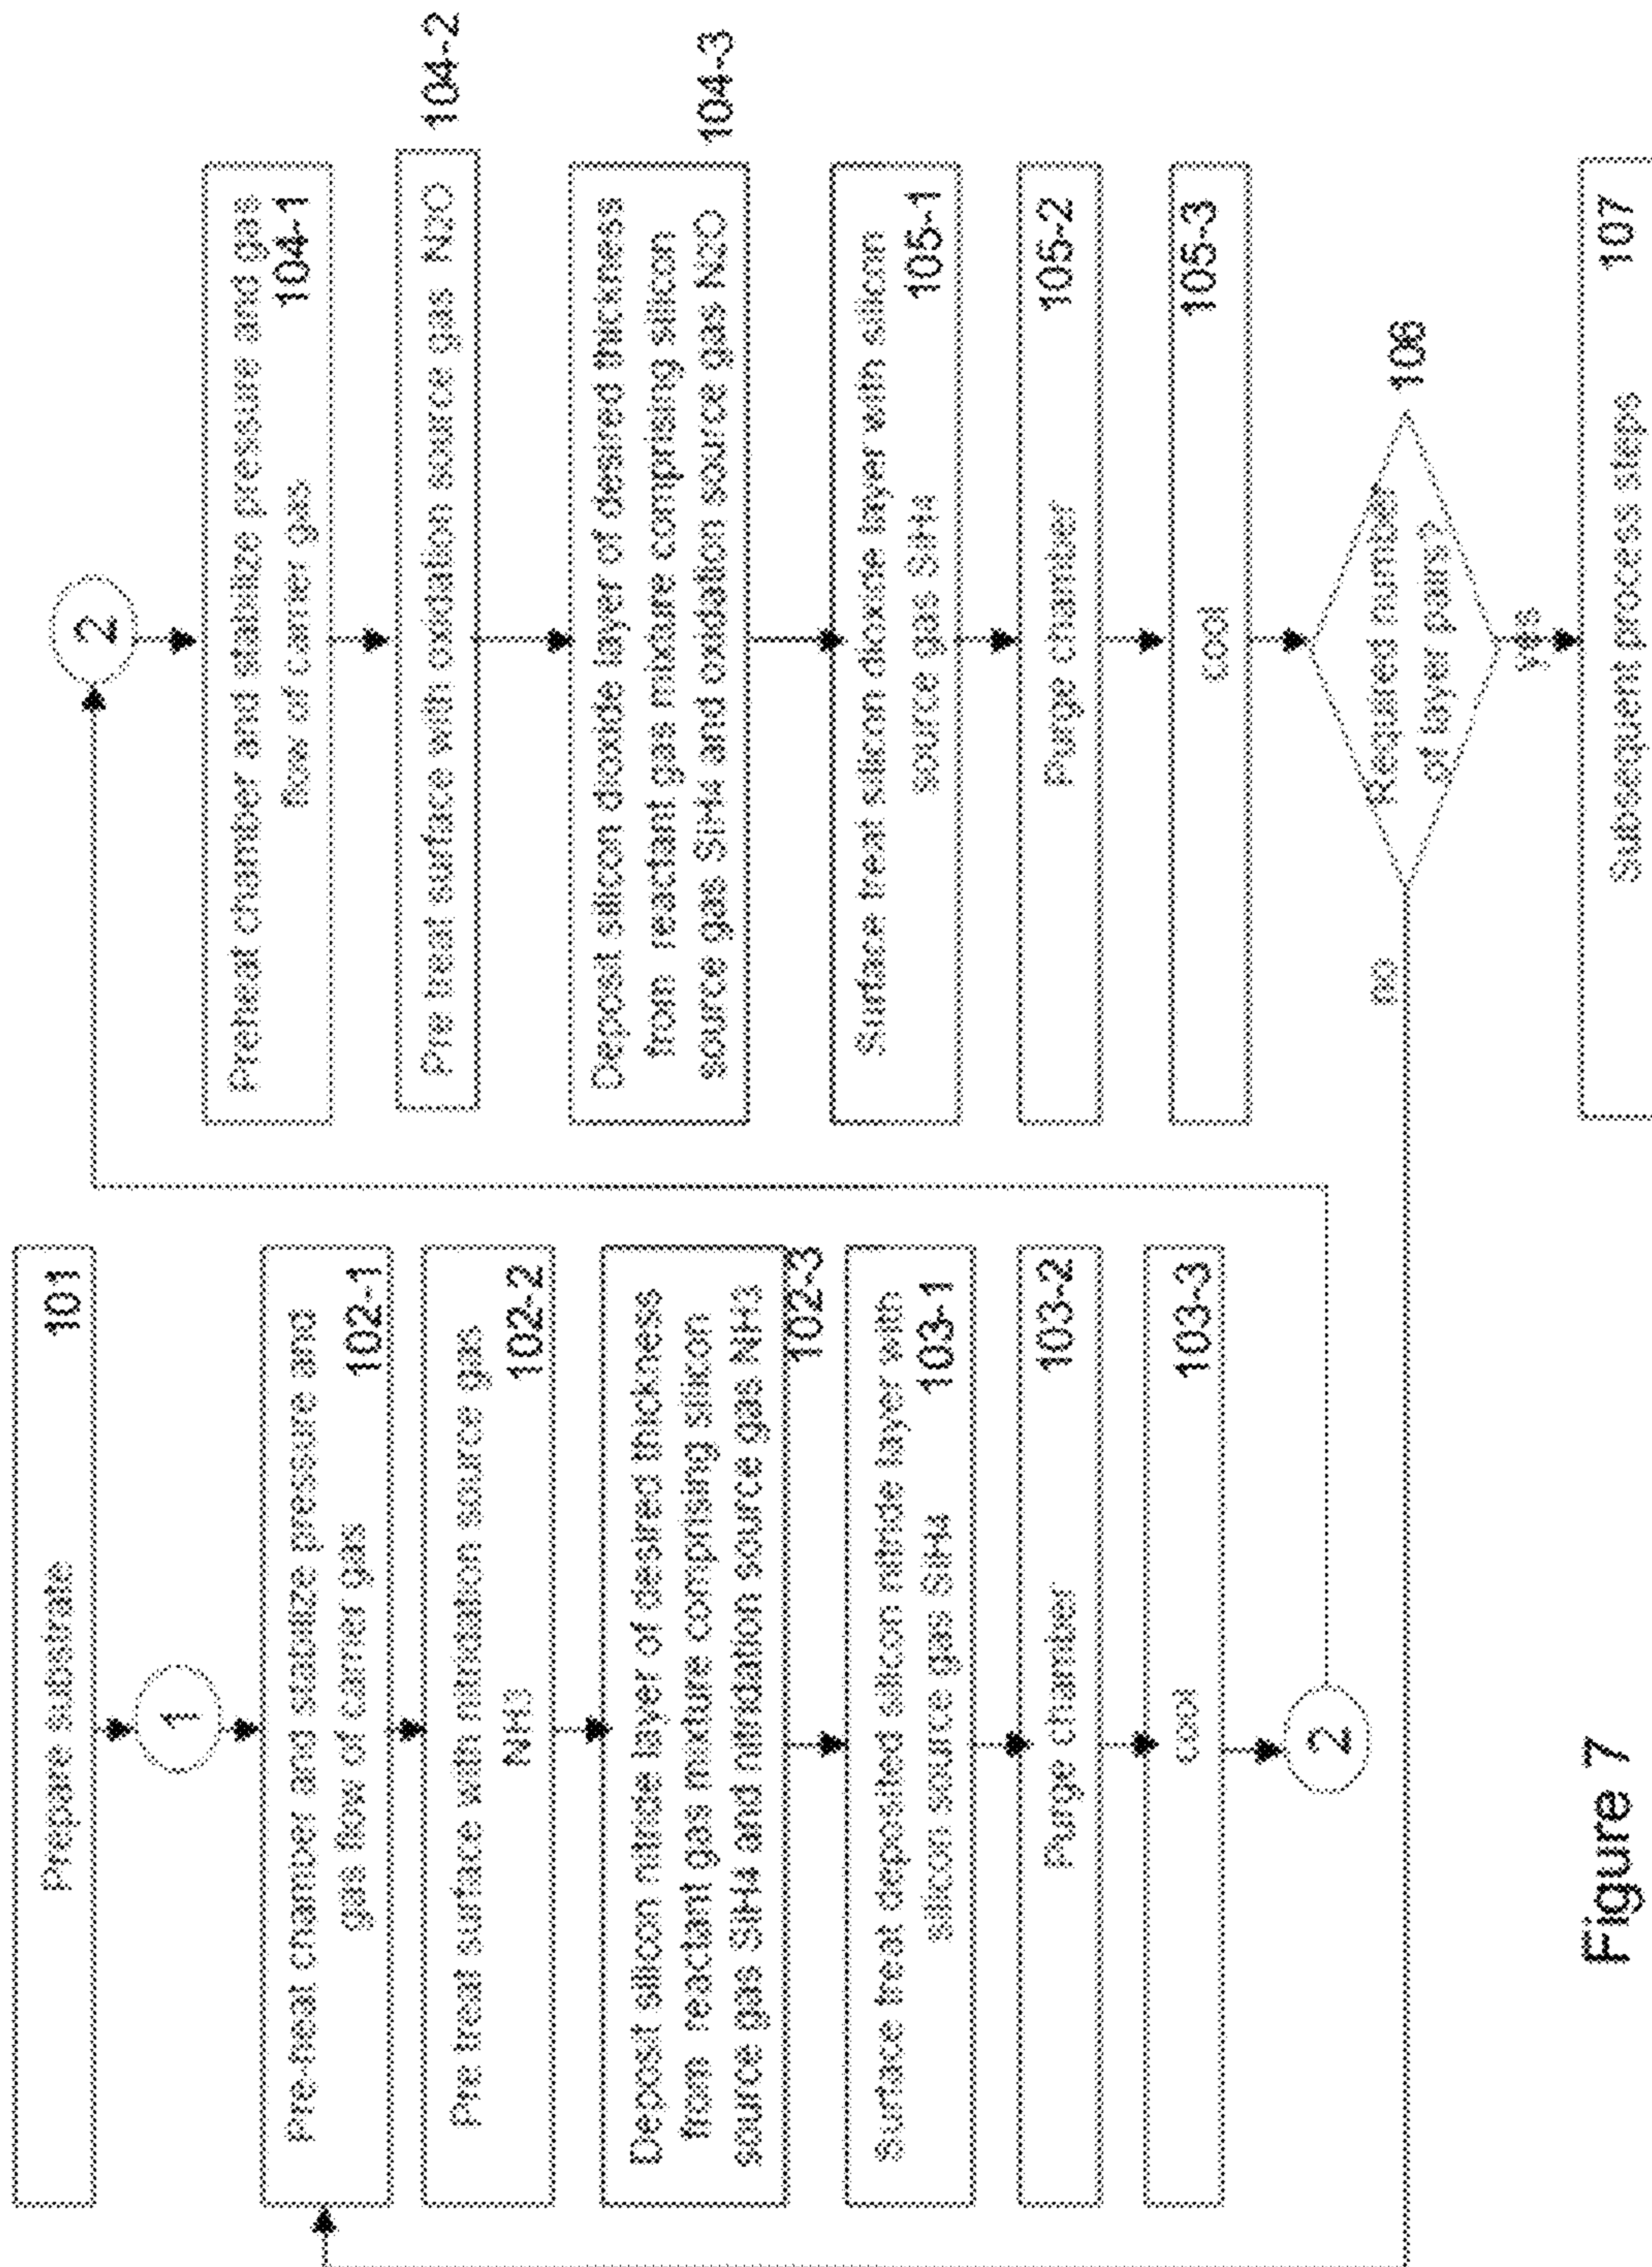 Prepare substrate
101
1
Pre-heat chamber and stabilize pressure and
gas flow of carrier gas
102-1
Pre treat surface with nitridation source gas
NH3
102-2
Deposit silicon nitride layer of desired thickness
from reactant gas mixture comprising silicon
source gas SiH4 and nitridation source gas NH3
102-3
Surface treat deposited silicon nitride layer with
silicon source gas SiH4
103-1
Purge chamber
103-2
cool
103-3
2
2
Preheat chamber and stabilize pressure and gas
flow of carrier gas
104-1
Pre treat surface with oxidation source gas N2O
104-2
Deposit silicon dioxide layer of desired thickness
from reactant gas mixture comprising silicon
source gas SiH4 and oxidation source gas N2O
104-3
Surface treat silicon dioxide layer with silicon
source gas SiH4
105-1
Purge chamber
105-2
cool
105-3
Required number
of layer pairs?
106
no
yes
Subsequent process steps
107
Figure 7